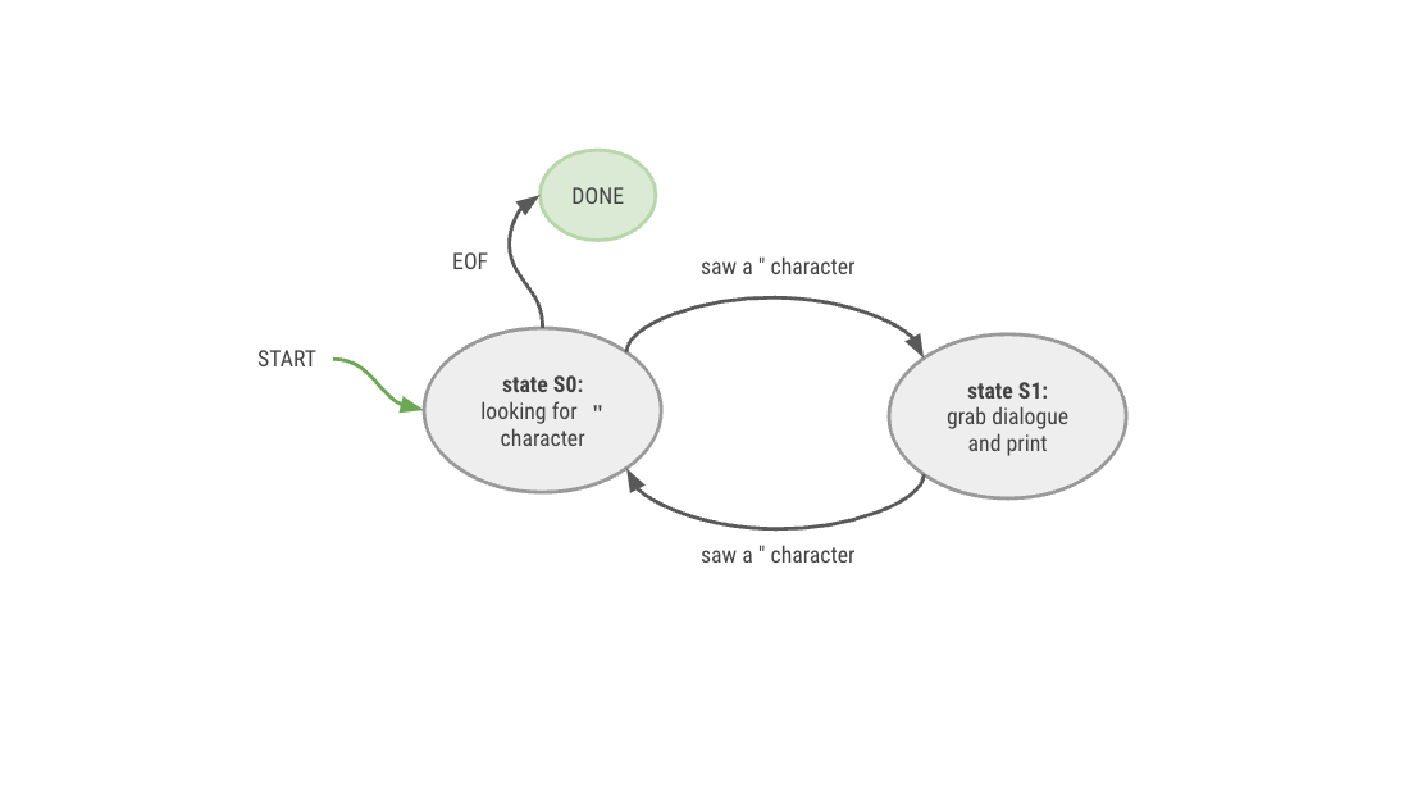 DONE
EOF
saw a " character
START
state S0:
looking for "
character
state S1:
grab dialogue
and print
saw a " character